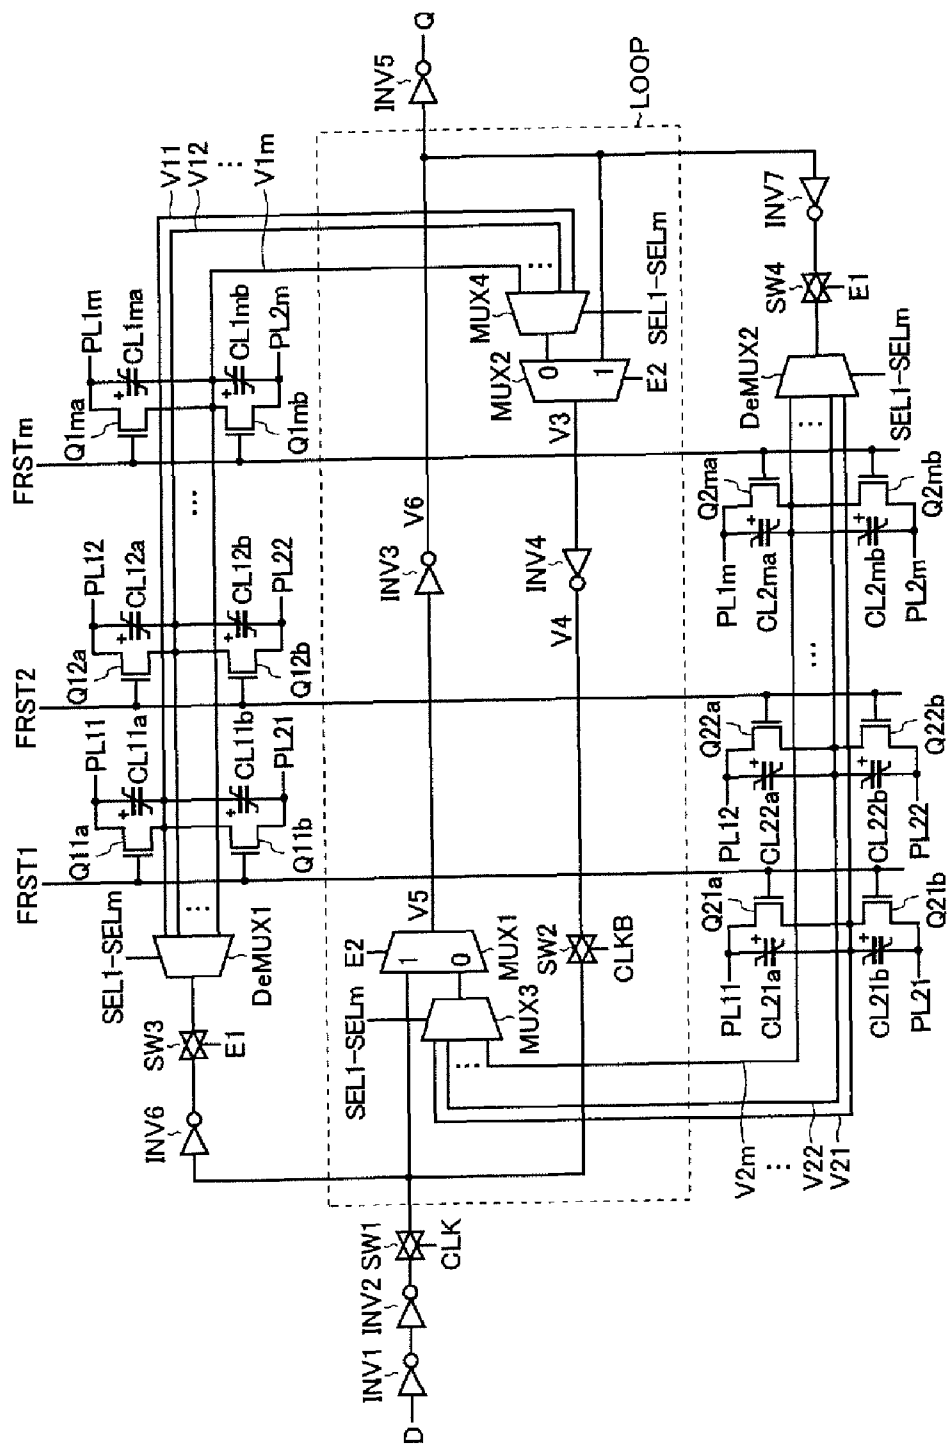 FRST1
FRST2
FRSTm
V11
V12
...
V1m
PL11
PL12
PL1m
Q11a
CL11a
Q12a
CL12a
Q1ma
CL1ma
Q11b
CL11b
Q12b
CL12b
Q1mb
CL1mb
PL21
PL22
PL2m
SEL1-SELm
DeMUX1
...
...
SW3
E1
INV6
D
INV1
INV2
SW1
CLK
SEL1-SELm
E2
V5
1
0
MUX1
MUX3
...
INV3
V6
INV5
Q
LOOP
MUX4
...
SEL1-SELm
MUX2
0
1
E2
V3
INV4
V4
SW2
CLKB
INV7
SW4
E1
DeMUX2
...
SEL1-SELm
V2m
...
V22
V21
PL11
PL12
PL1m
Q21a
CL21a
Q22a
CL22a
Q2ma
CL2ma
...
CL21b
Q21b
CL22b
Q22b
CL2mb
Q2mb
PL21
PL22
PL2m